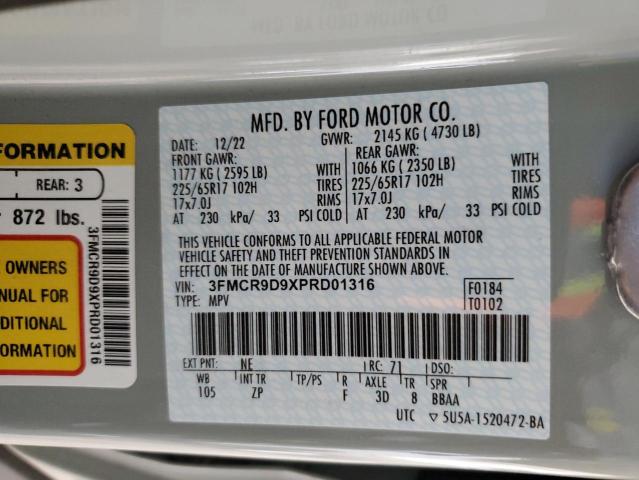 MFD. BY FORD MOTOR CO.
DATE: 12/22 GVWR: 2145 KG ( 4730 LB)
FRONT GAWR: REAR GAWR:
1177 KG ( 2595 LB) WITH 1066 KG ( 2350 LB) WITH
225/65R17 102H TIRES 225/65R17 102H TIRES
17x7.0J RIMS 17x7.0J RIMS
AT 230 kPa/ 33 PSI COLD AT 230 kPa/ 33 PSI COLD
THIS VEHICLE CONFORMS TO ALL APPLICABLE FEDERAL MOTOR
VEHICLE SAFETY AND THEFT PREVENTION STANDARDS IN
EFFECT ON THE DATE OF MANUFACTURE SHOWN ABOVE.
VIN: 3FMCR9D9XPRD01316 F0184
TYPE: MPV T0102
EXT PNT: NE RC: 71 DSO:
WB INT TR TP/PS R AXLE TR SPR
105 ZP F 3D 8 BBAA
UTC ▽ 5U5A-1520472-BA
FORMATION
REAR: 3
872 lbs.
OWNERS
NUAL FOR
DITIONAL
FORMATION
3FMCR9D9XPRD01316